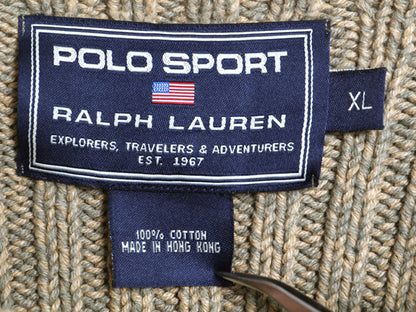 POLO SPORT
RALPH LAUREN
EXPLORERS, TRAVELERS & ADVENTURERS
EST. 1967
XL
100% COTTON
MADE IN HONG KONG